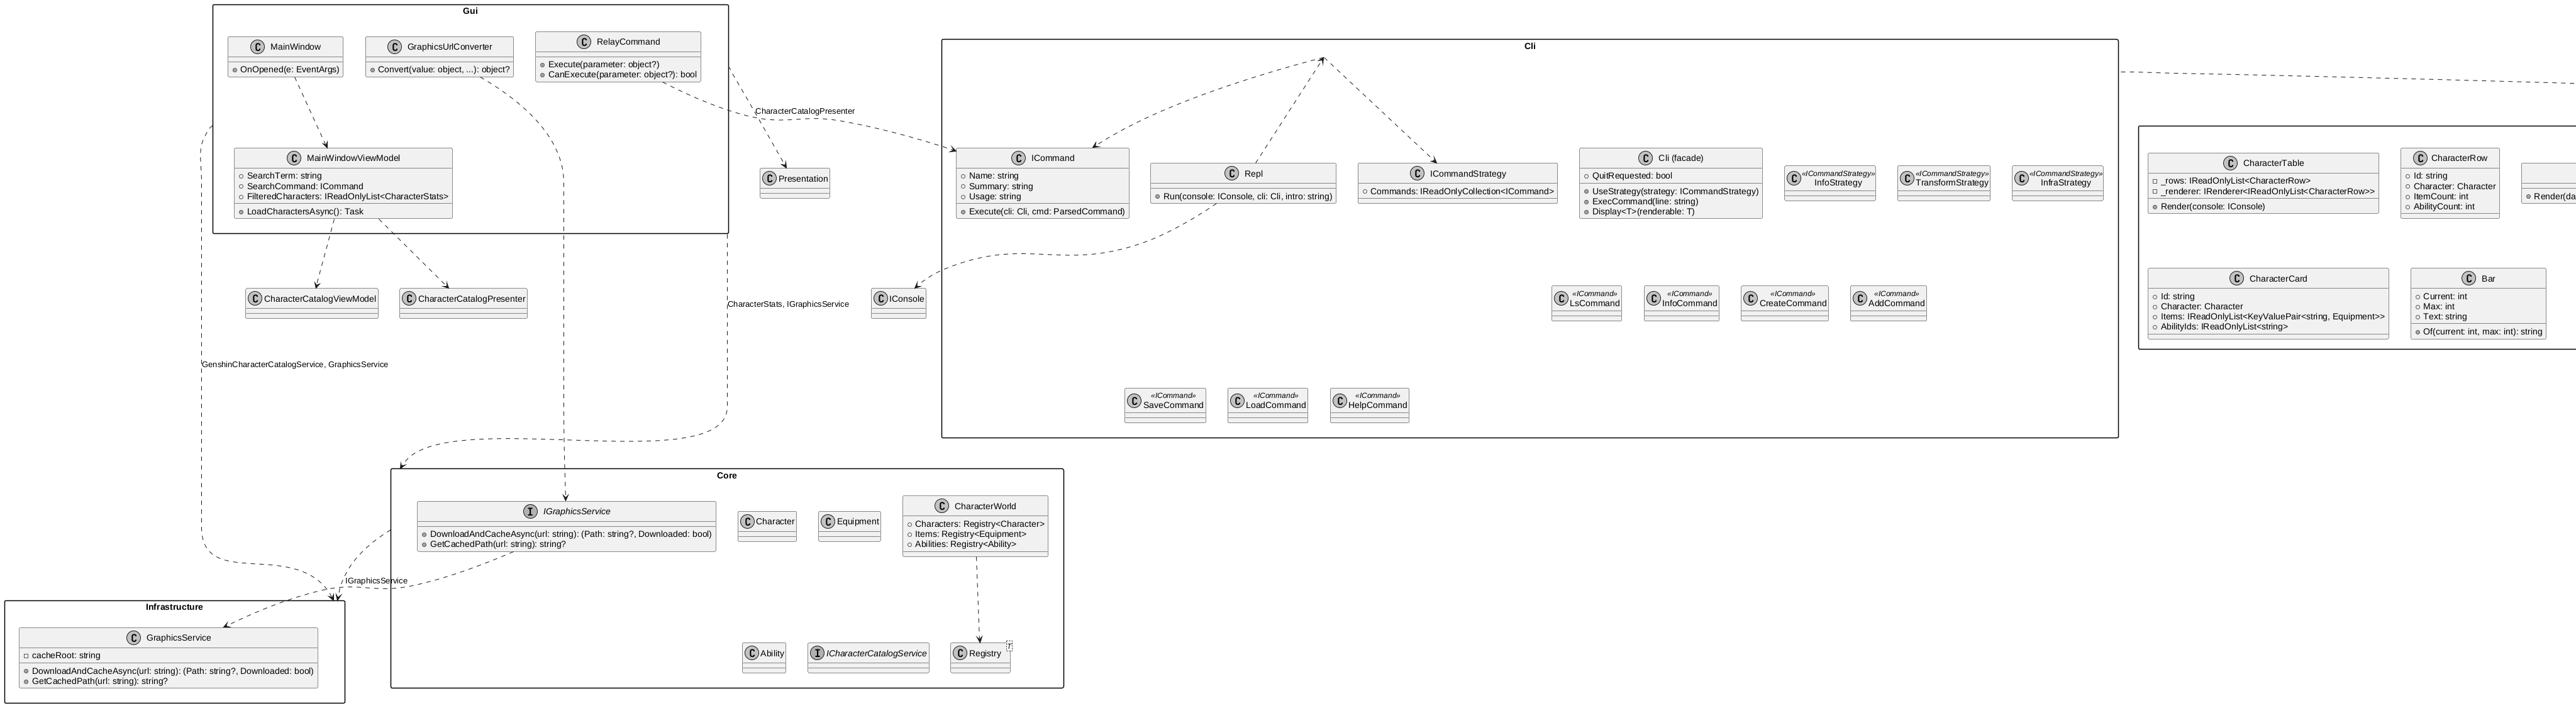 Gui
MainWindow
OnOpened(e: EventArgs)
GraphicsUrlConverter
Convert(value: object, ...): object?
RelayCommand
Execute(parameter: object?)
CanExecute(parameter: object?): bool
MainWindowViewModel
SearchTerm: string
SearchCommand: ICommand
FilteredCharacters: IReadOnlyList<CharacterStats>
LoadCharactersAsync(): Task
CharacterCatalogPresenter
Presentation
CharacterCatalogViewModel
CharacterCatalogPresenter
IConsole
CharacterStats, IGraphicsService
GenshinCharacterCatalogService, GraphicsService
Cli
ICommand
Name: string
Summary: string
Usage: string
Execute(cli: Cli, cmd: ParsedCommand)
Repl
Run(console: IConsole, cli: Cli, intro: string)
ICommandStrategy
Commands: IReadOnlyCollection<ICommand>
Cli (facade)
QuitRequested: bool
UseStrategy(strategy: ICommandStrategy)
ExecCommand(line: string)
Display<T>(renderable: T)
«ICommandStrategy»
InfoStrategy
«ICommandStrategy»
TransformStrategy
«ICommandStrategy»
InfraStrategy
«ICommand»
LsCommand
«ICommand»
InfoCommand
«ICommand»
CreateCommand
«ICommand»
AddCommand
«ICommand»
SaveCommand
«ICommand»
LoadCommand
«ICommand»
HelpCommand
CharacterTable
_rows: IReadOnlyList<CharacterRow>
_renderer: IRenderer<IReadOnlyList<CharacterRow>>
Render(console: IConsole)
CharacterRow
Id: string
Character: Character
ItemCount: int
AbilityCount: int
Render(da
CharacterCard
Id: string
Character: Character
Items: IReadOnlyList<KeyValuePair<string, Equipment>>
AbilityIds: IReadOnlyList<string>
Bar
Current: int
Max: int
Text: string
Of(current: int, max: int): string
Core
IGraphicsService
DownloadAndCacheAsync(url: string): (Path: string?, Downloaded: bool)
GetCachedPath(url: string): string?
Character
Equipment
CharacterWorld
Characters: Registry<Character>
Items: Registry<Equipment>
Abilities: Registry<Ability>
IGraphicsService
Ability
ICharacterCatalogService
Registry
T
Infrastructure
GraphicsService
cacheRoot: string
DownloadAndCacheAsync(url: string): (Path: string?, Downloaded: bool)
GetCachedPath(url: string): string?